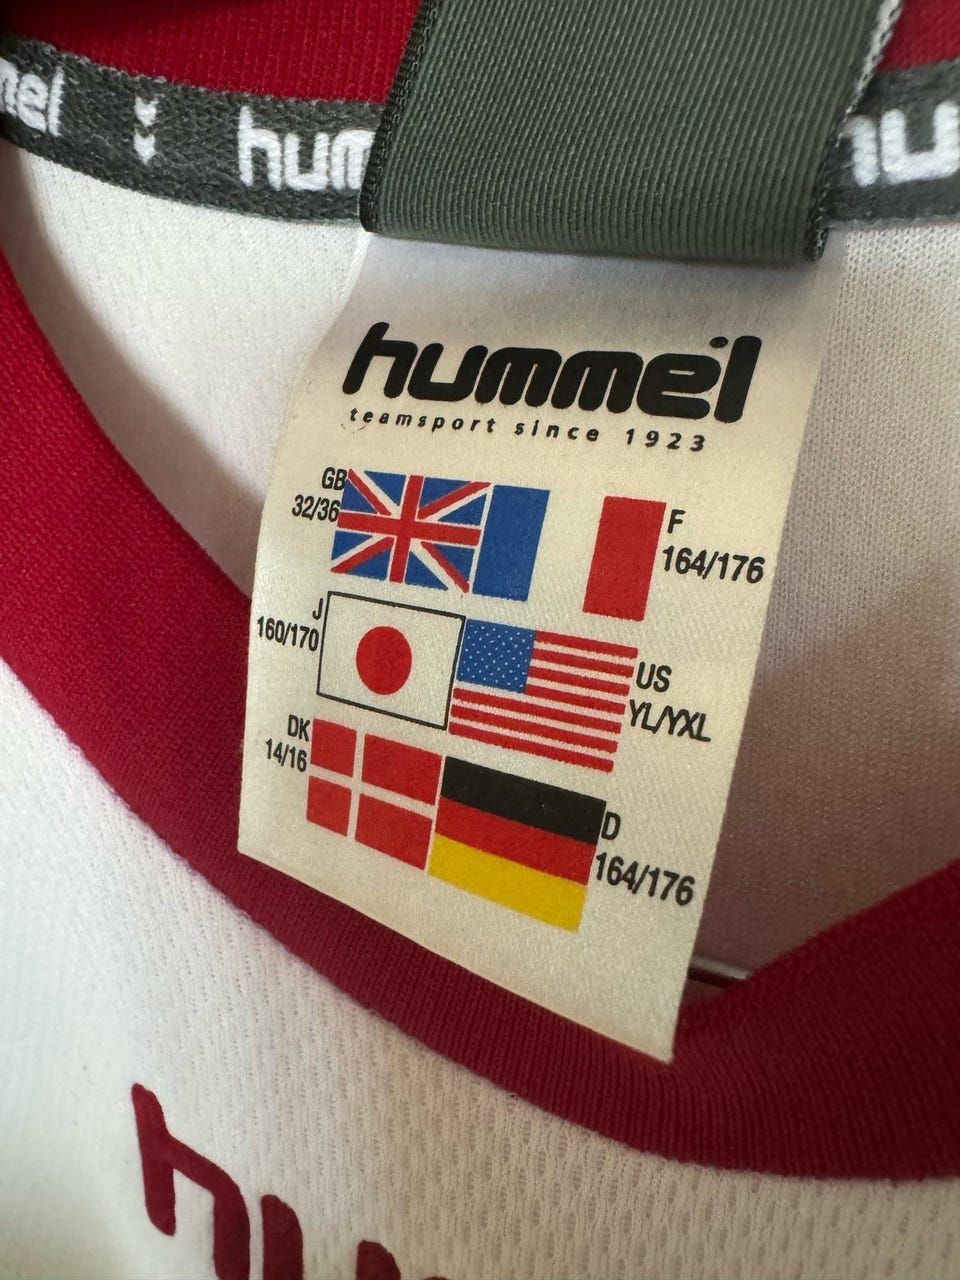 hummel
teamsport since 1923
GB
32/36
F
164/176
J
160/170
US
YL/YXL
DK
14/16
D
164/176